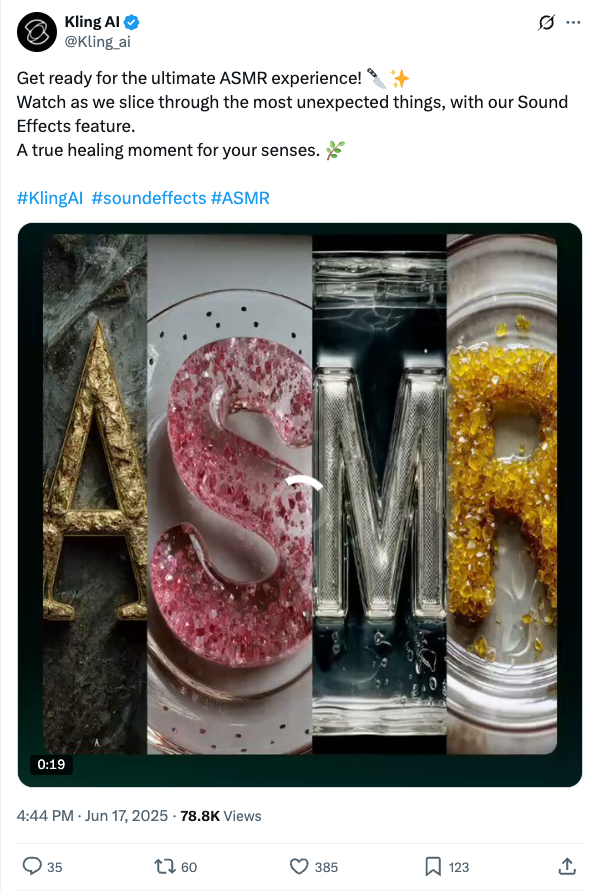 Kling AI
@Kling_ai
Get ready for the ultimate ASMR experience! 🔪✨
Watch as we slice through the most unexpected things, with our Sound
Effects feature.
A true healing moment for your senses. 🌿
#KlingAI #soundeffects #ASMR
ASMR
A
0:19
4:44 PM · Jun 17, 2025 · 78.8K Views
35 60 385 123